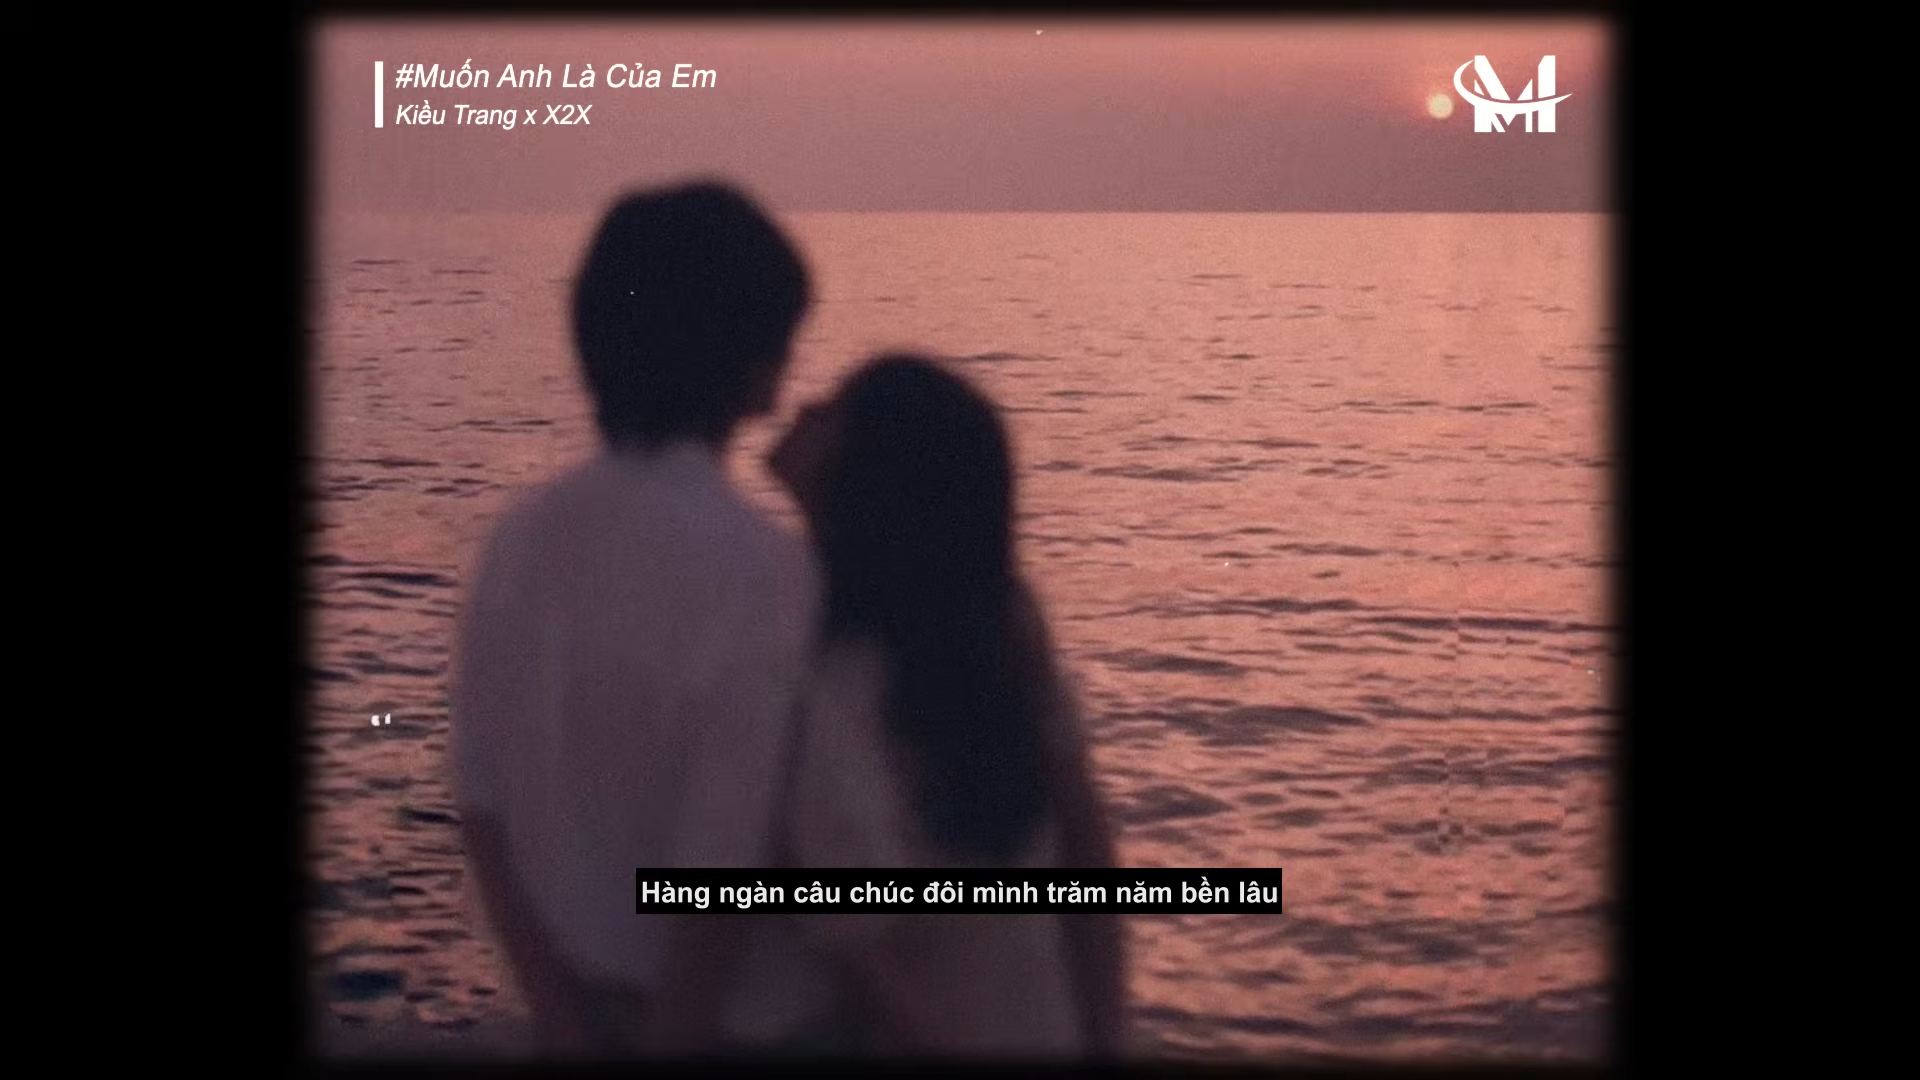 #Muốn Anh Là Của Em
Kiều Trang x X2X
M
Hàng ngàn câu chúc đôi mình trăm năm bền lâu